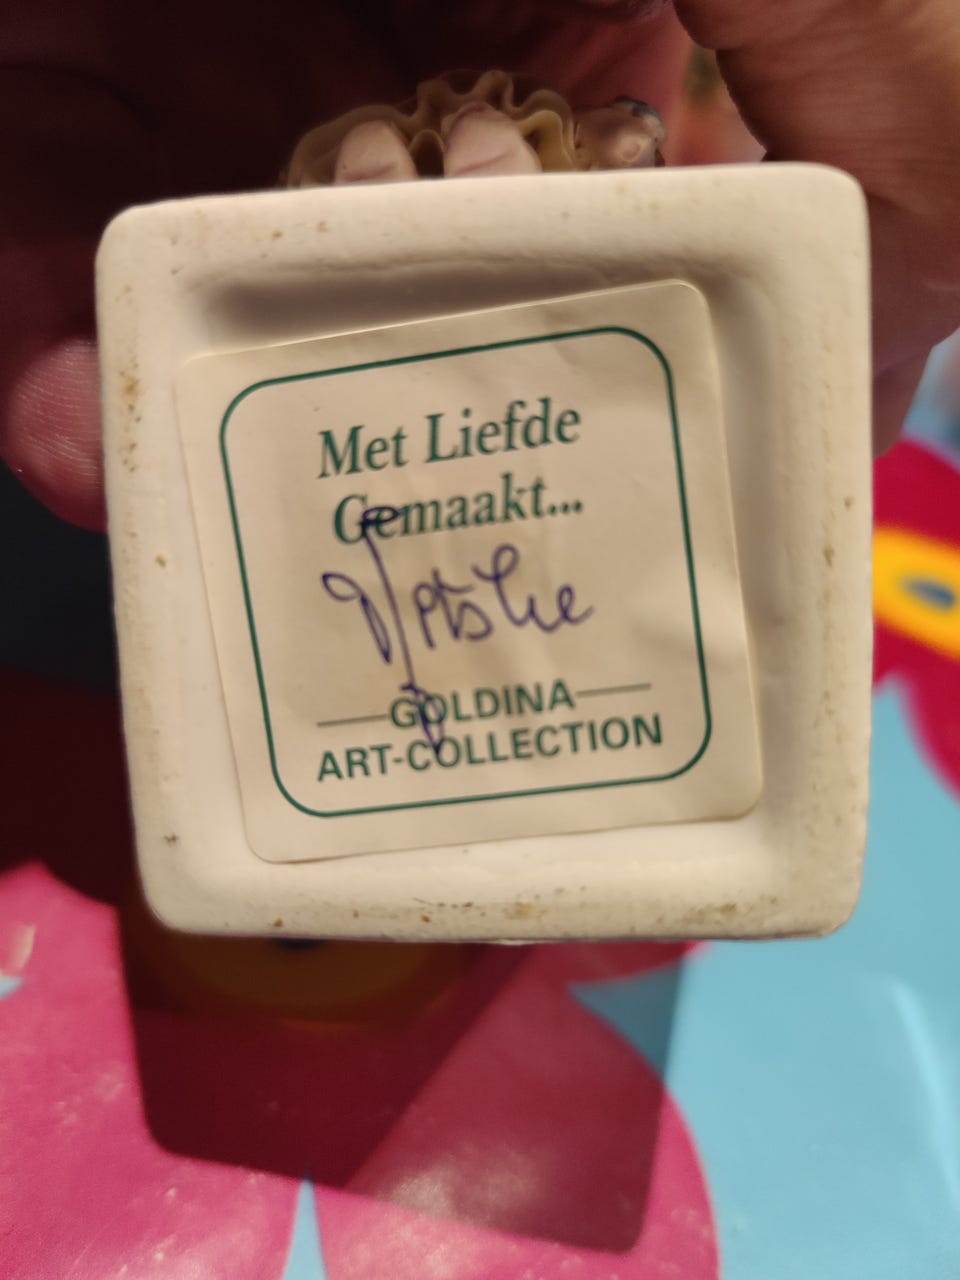 Met Liefde
Gemaakt...
GOLDINA
ART-COLLECTION